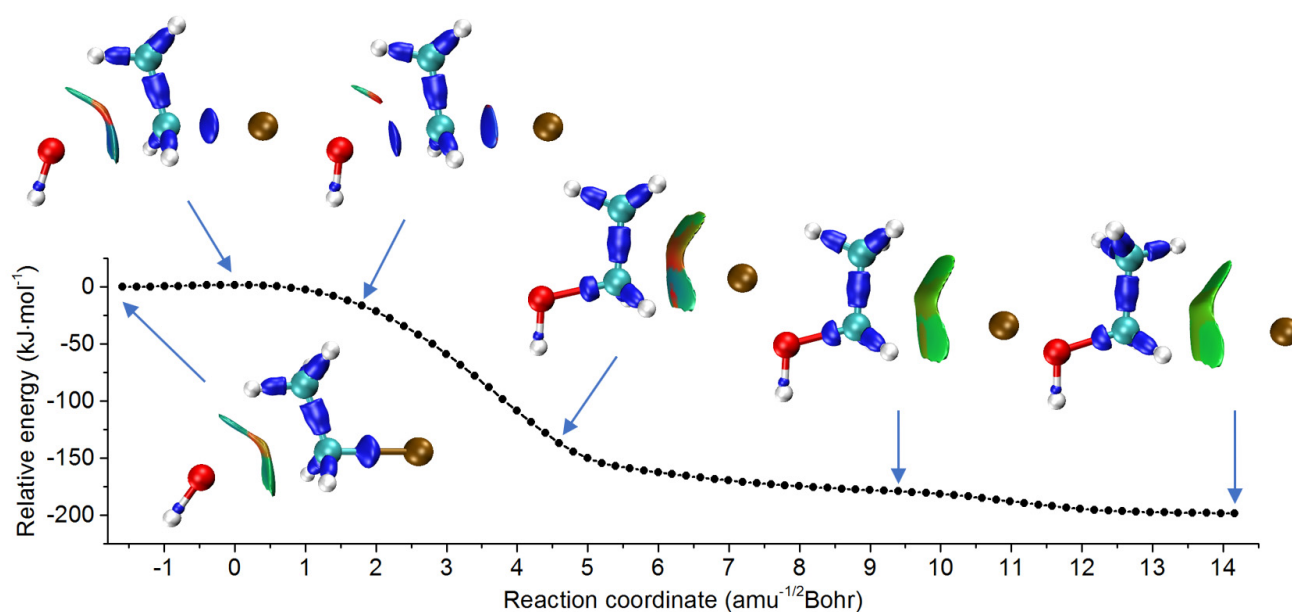 Relative energy (kJ·mol⁻¹)
0
-50
-100
-150
-200
-1 0 1 2 3 4 5 6 7 8 9 10 11 12 13 14
Reaction coordinate (amu⁻¹/²Bohr)